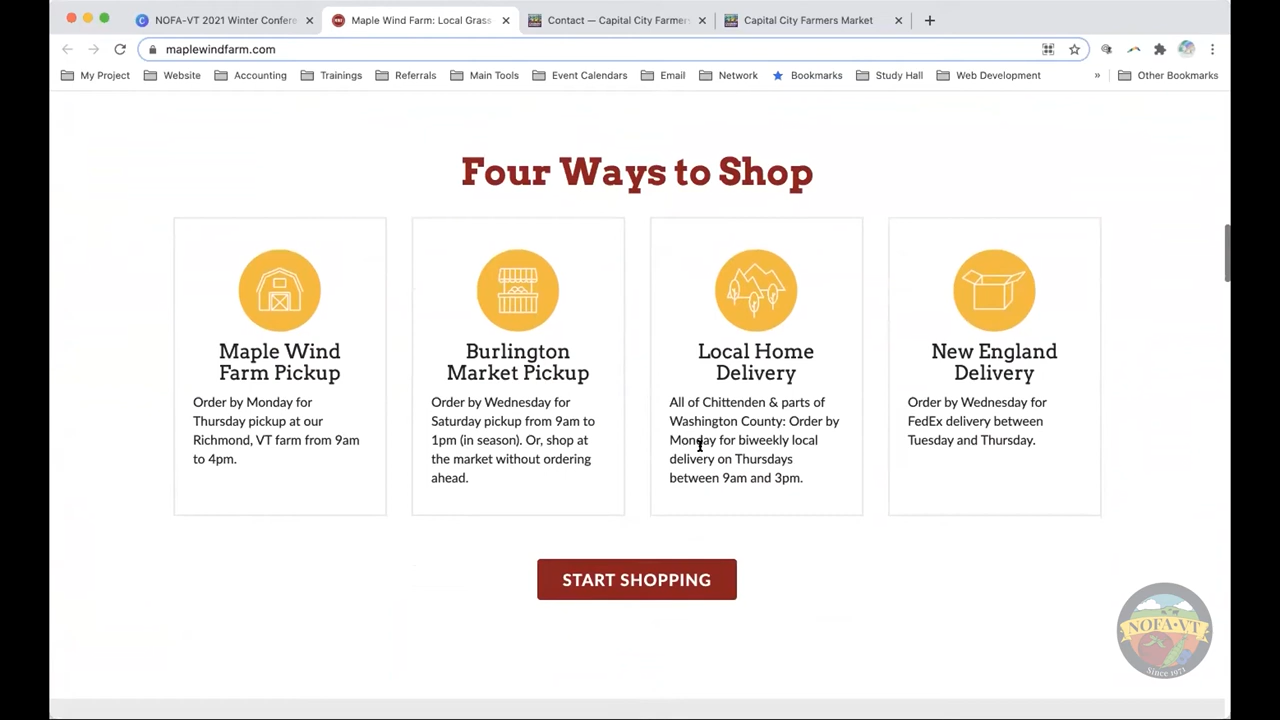 NOFA-VT 2021 Winter Confere
Maple Wind Farm: Local Grass
Contact — Capital City Farmers
Capital City Farmers Market
maplewindfarm.com
My Project
Website
Accounting
Trainings
Referrals
Main Tools
Event Calendars
Email
Network
Bookmarks
Study Hall
Web Development
»
Other Bookmarks
Four Ways to Shop
Maple Wind
Farm Pickup
Order by Monday for
Thursday pickup at our
Richmond, VT farm from 9am
to 4pm.
Burlington
Market Pickup
Order by Wednesday for
Saturday pickup from 9am to
1pm (in season). Or, shop at
the market without ordering
ahead.
Local Home
Delivery
All of Chittenden & parts of
Washington County: Order by
Monday for biweekly local
delivery on Thursdays
between 9am and 3pm.
New England
Delivery
Order by Wednesday for
FedEx delivery between
Tuesday and Thursday.
START SHOPPING
NOFA•VT
Since 1971